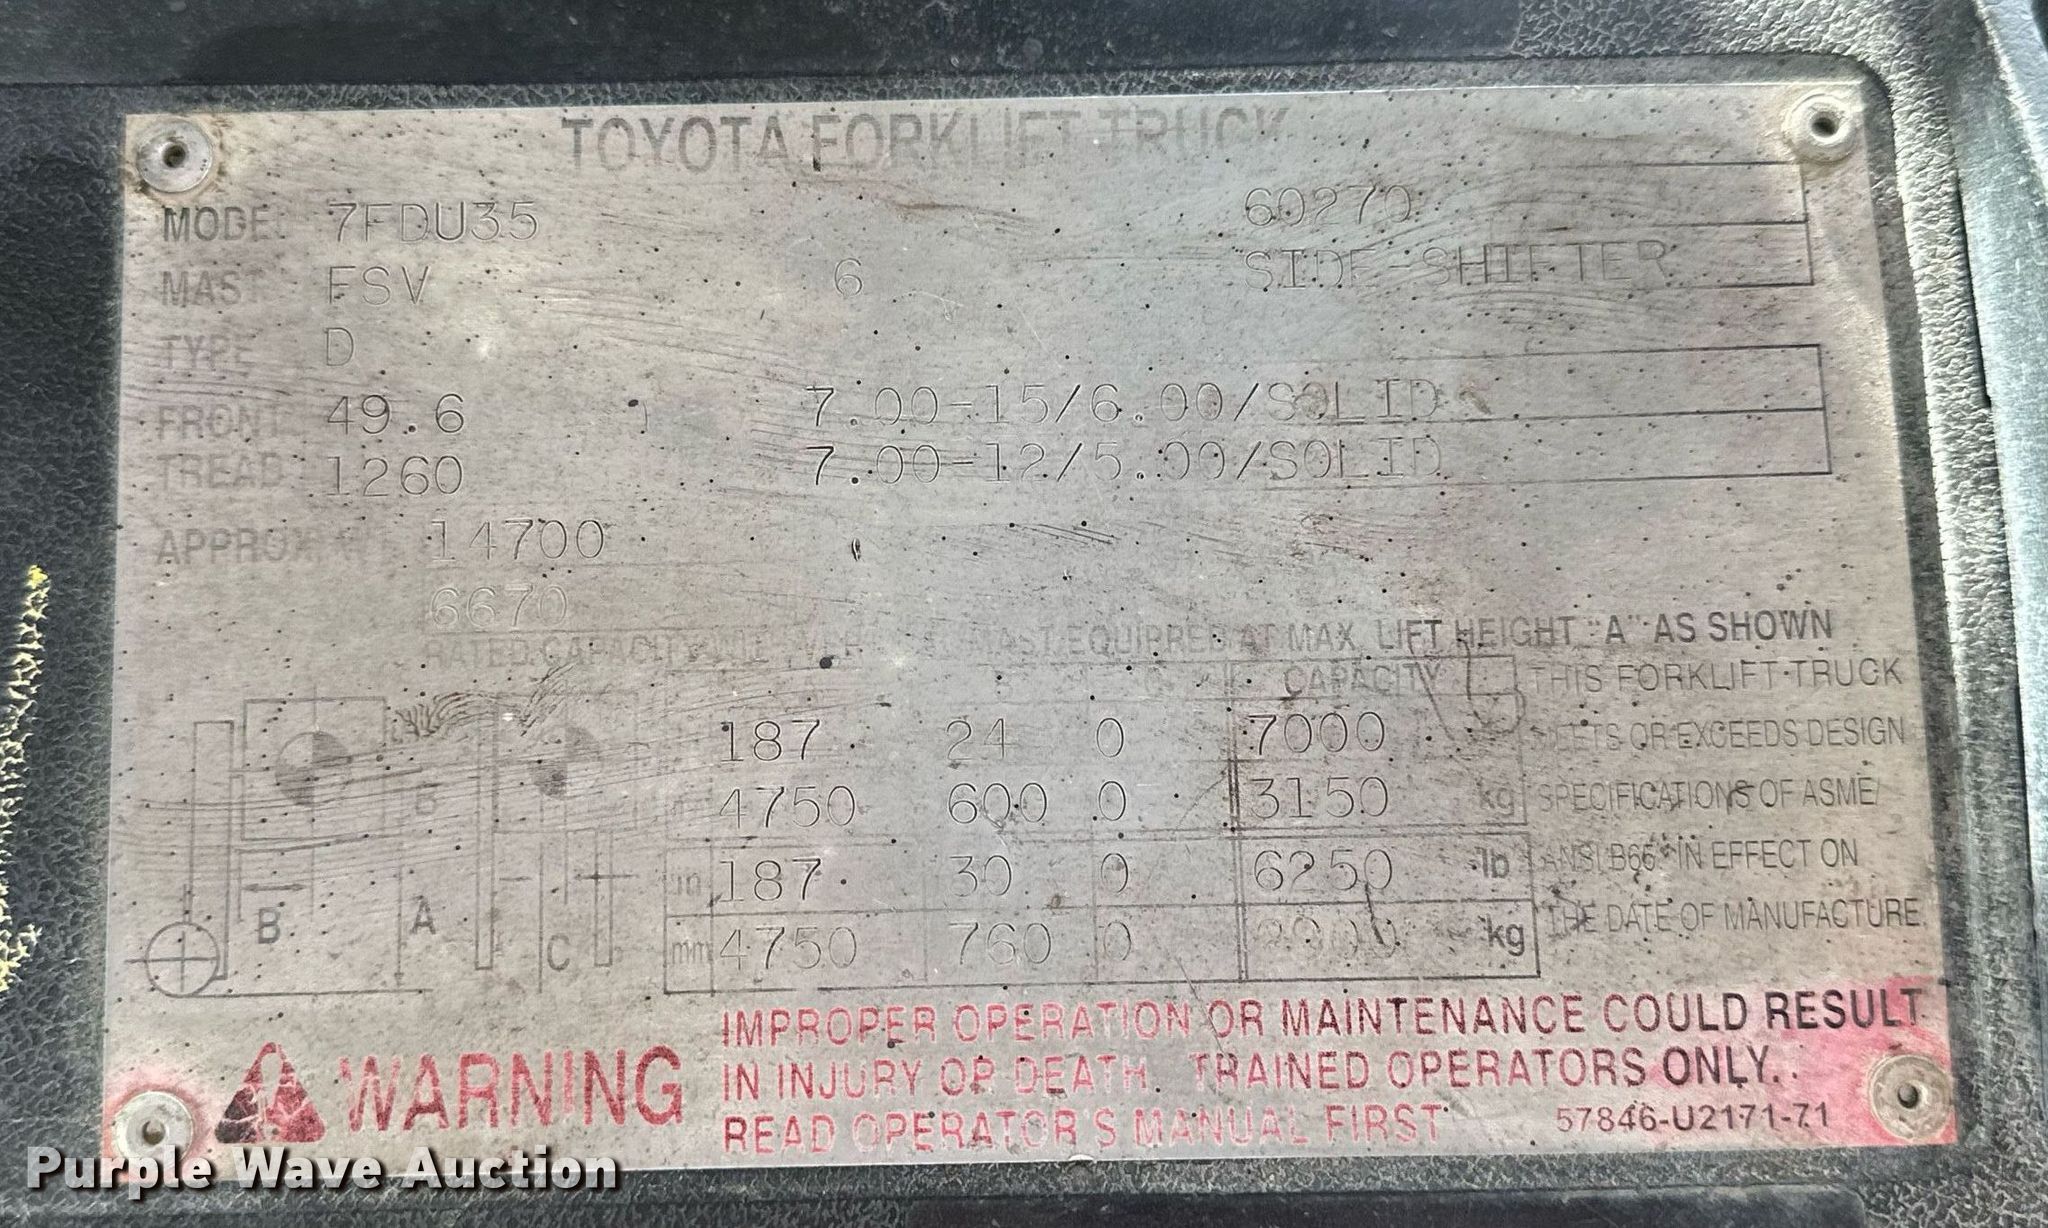 TOYOTA FORKLIFT TRUCK
MODEL 7FDU35 60270
MAST FSV 6 SIDE-SHIFTER
TYPE D
FRONT 49.6 7.00-15/6.00/SOLID
TREAD 1260 7.00-12/5.00/SOLID
APPROX WT 14700
6670
RATED CAPACITY MAST EQUIPPED AT MAX. LIFT HEIGHT "A" AS SHOWN
CAPACITY THIS FORKLIFT TRUCK
187 24 0 7000 MEETS OR EXCEEDS DESIGN
4750 600 0 3150 kg SPECIFICATIONS OF ASME/
in 187 30 0 6250 lb ANSI B56 IN EFFECT ON
mm 4750 760 0 kg THE DATE OF MANUFACTURE.
B A C
WARNING
IMPROPER OPERATION OR MAINTENANCE COULD RESULT
IN INJURY OR DEATH. TRAINED OPERATORS ONLY.
READ OPERATOR'S MANUAL FIRST 57846-U2171-71
Purple Wave Auction